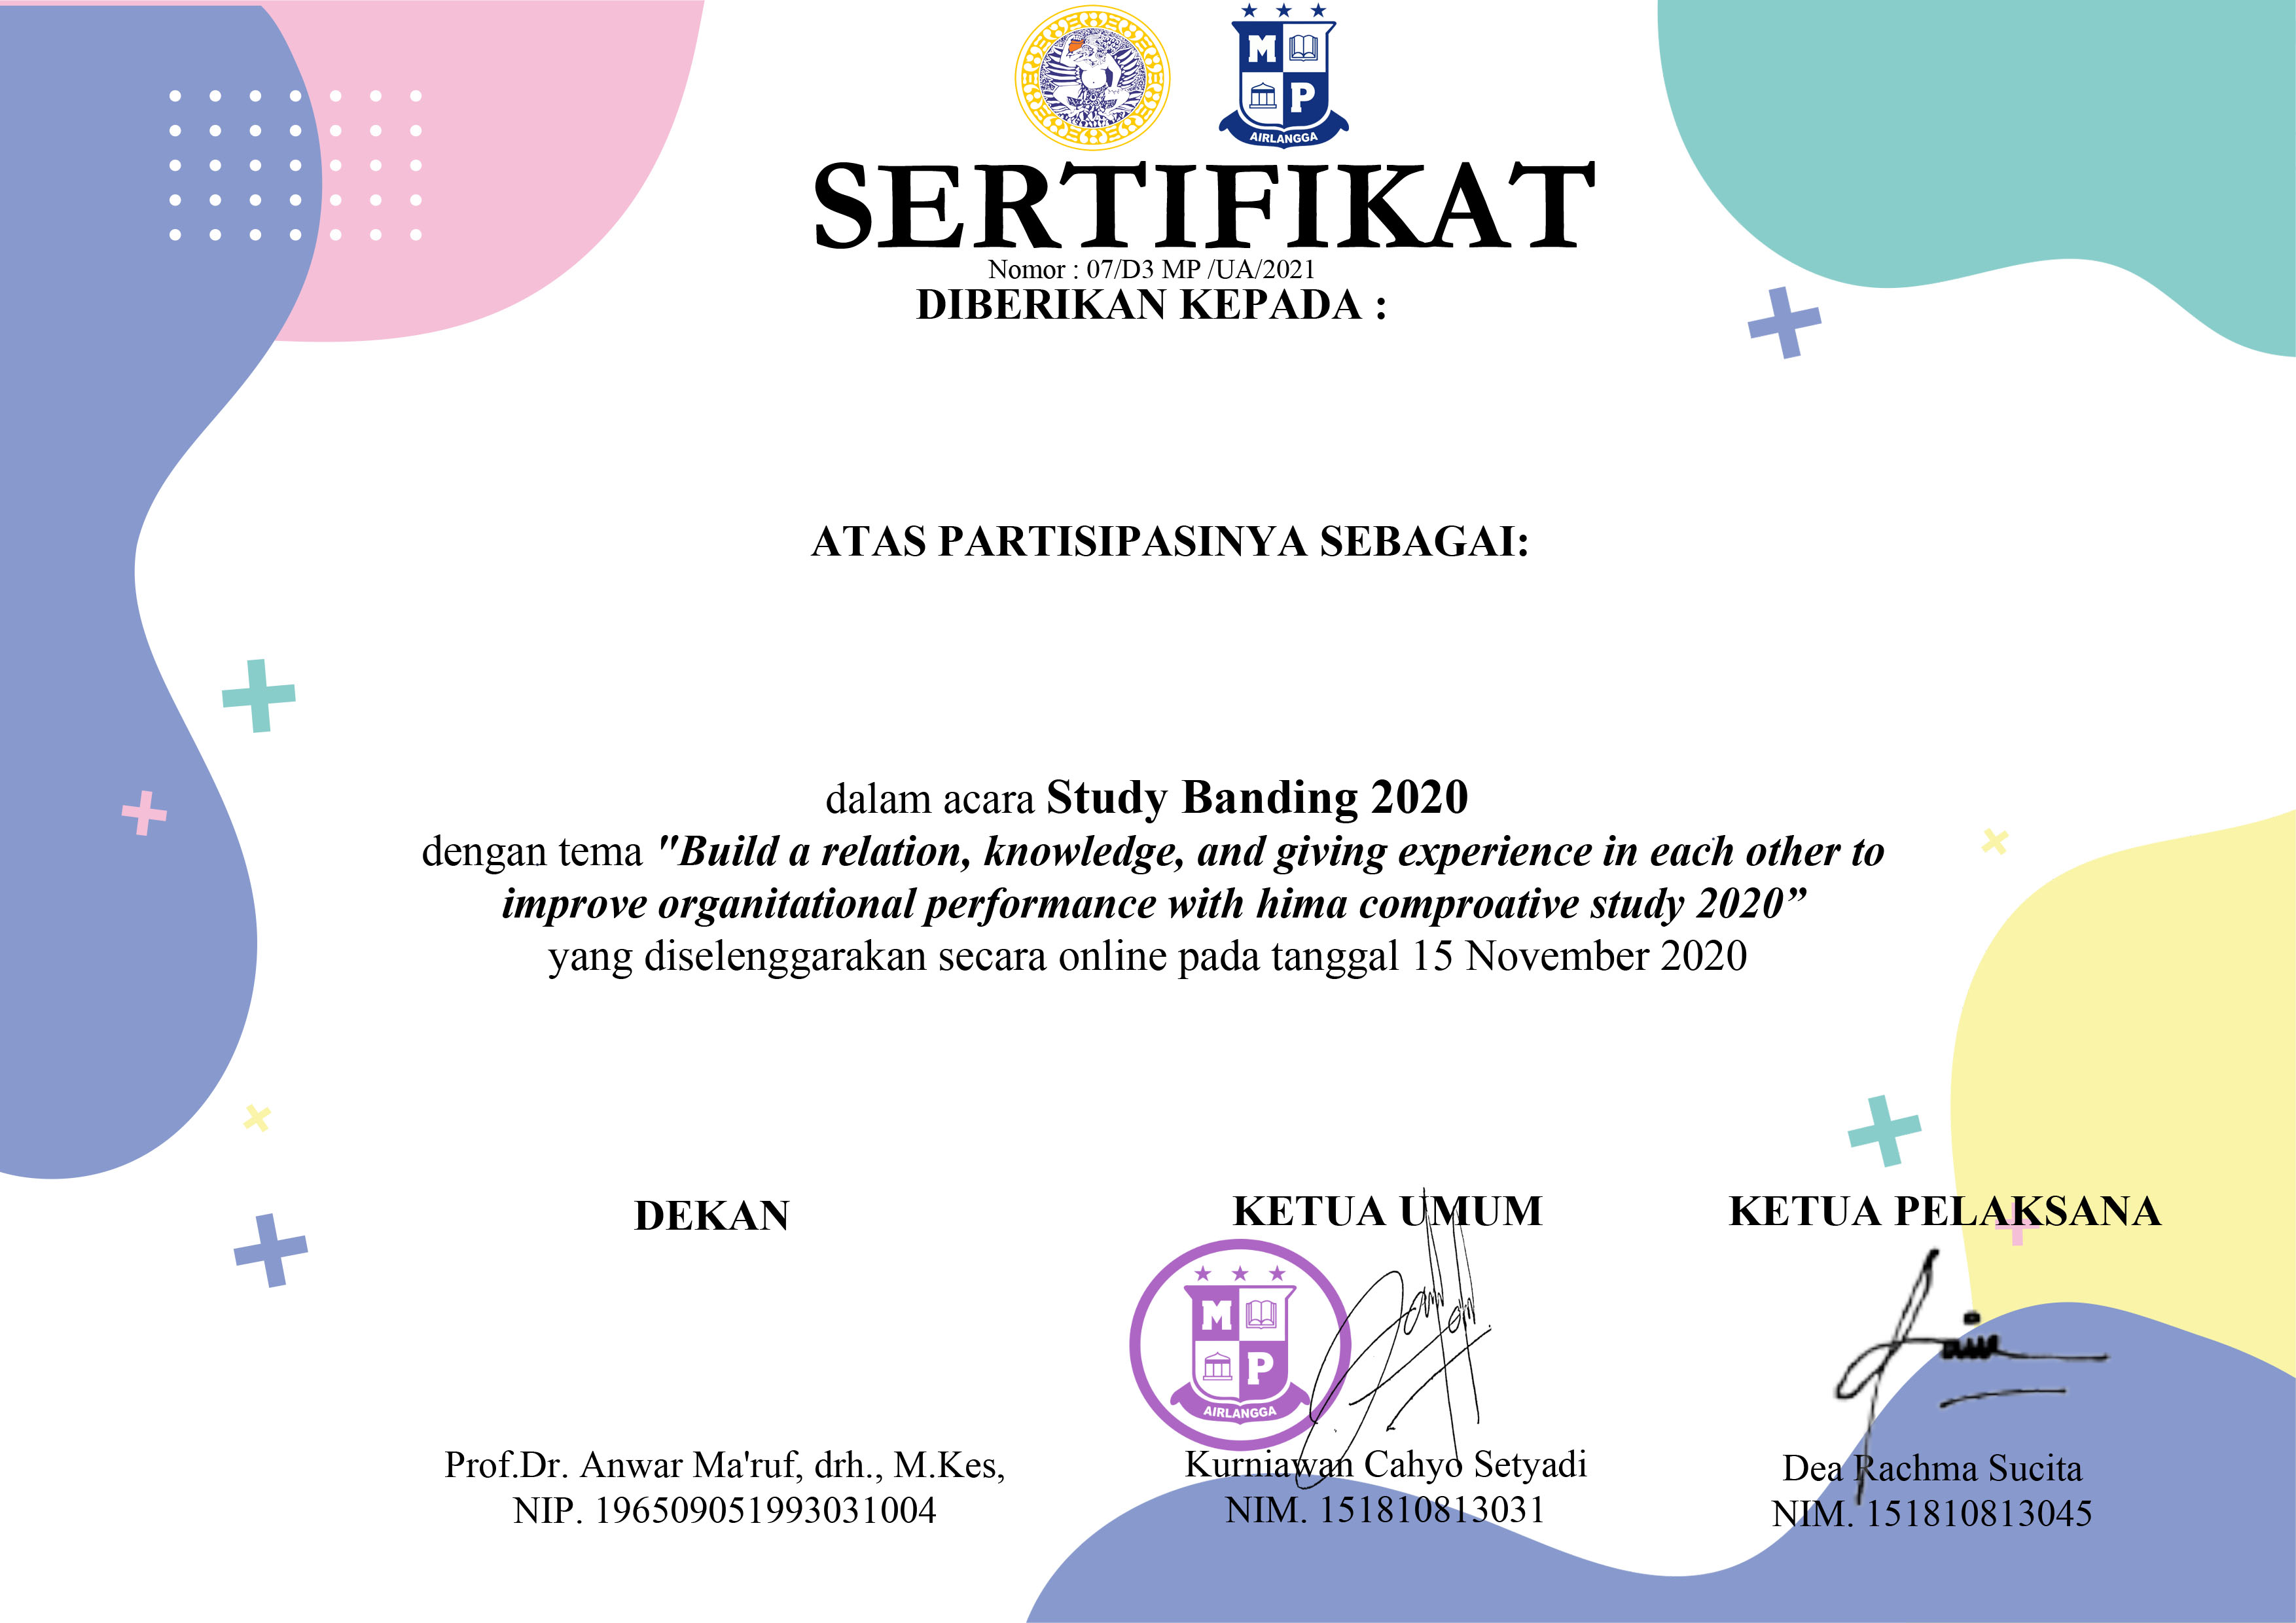 M
P
AIRLANGGA
SERTIFIKAT
Nomor : 07/D3 MP /UA/2021
DIBERIKAN KEPADA :
ATAS PARTISIPASINYA SEBAGAI:
dalam acara Study Banding 2020
dengan tema "Build a relation, knowledge, and giving experience in each other to
improve organitational performance with hima comproative study 2020”
yang diselenggarakan secara online pada tanggal 15 November 2020
DEKAN
Prof.Dr. Anwar Ma'ruf, drh., M.Kes,
NIP. 196509051993031004
KETUA UMUM
M
P
AIRLANGGA
Kurniawan Cahyo Setyadi
NIM. 151810813031
KETUA PELAKSANA
Dea Rachma Sucita
NIM. 151810813045